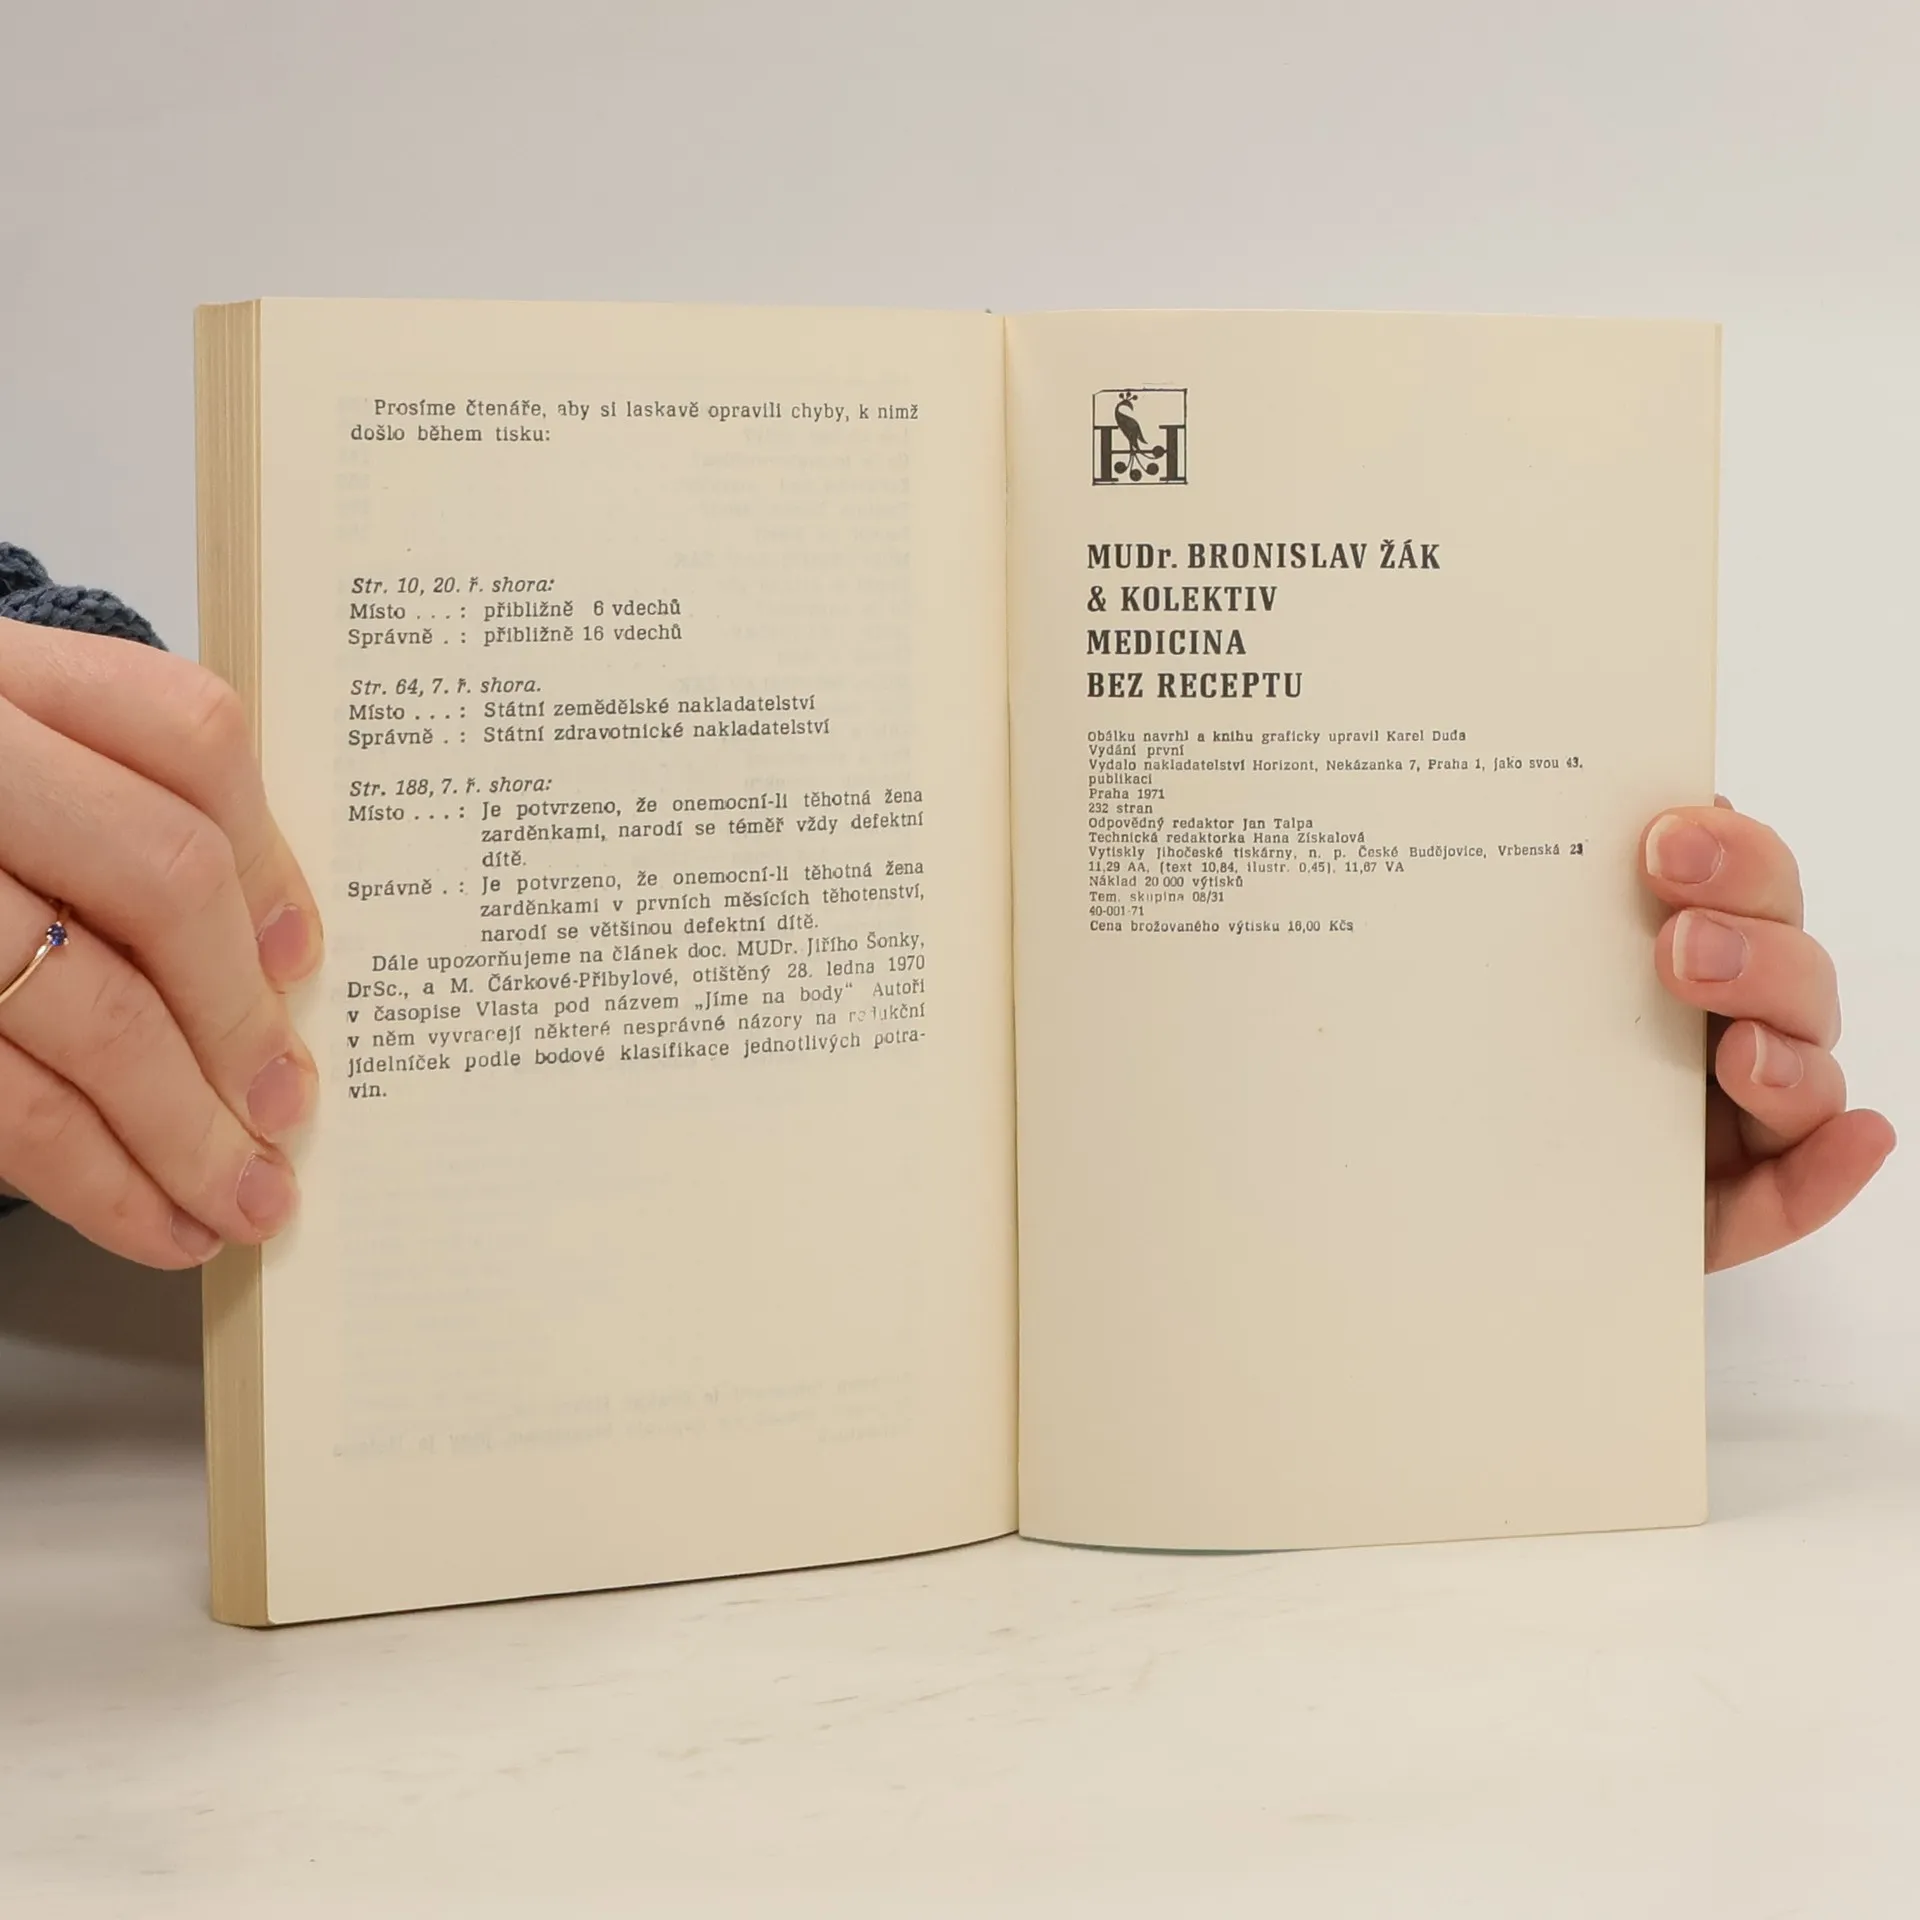 Prosíme čtenáře, aby si laskavě opravili chyby, k nimž
došlo během tisku:
Str. 10, 20. ř. shora:
Místo . . . : přibližně 6 vdechů
Správně . : přibližně 16 vdechů
Str. 64, 7. ř. shora.
Místo . . . : Státní zemědělské nakladatelství
Správně . : Státní zdravotnické nakladatelství
Str. 188, 7. ř. shora:
Místo . . . : Je potvrzeno, že onemocní-li těhotná žena
zarděnkami, narodí se téměř vždy defektní
dítě.
Správně . : Je potvrzeno, že onemocní-li těhotná žena
zarděnkami v prvních měsících těhotenství,
narodí se většinou defektní dítě.
Dále upozorňujeme na článek doc. MUDr. Jiřího Šonky,
DrSc., a M. Čárkové-Přibylové, otištěný 28. ledna 1970
v časopise Vlasta pod názvem „Jíme na body“ Autoři
v něm vyvracejí některé nesprávné názory na redukční
jídelníček podle bodové klasifikace jednotlivých potra-
vin.
H
MUDr. BRONISLAV ŽÁK
& KOLEKTIV
MEDICINA
BEZ RECEPTU
Obálku navrhl a knihu graficky upravil Karel Duda
Vydání první
Vydalo nakladatelství Horizont, Nekázanka 7, Praha 1, jako svou 43.
publikaci
Praha 1971
232 stran
Odpovědný redaktor Jan Talpa
Technická redaktorka Hana Získalová
Vytiskly Jihočeské tiskárny, n. p. České Budějovice, Vrbenská 23
11,29 AA, [text 10,84, ilustr. 0,45], 11,67 VA
Náklad 20 000 výtisků
Tem. skupina 08/31
40-001-71
Cena brožovaného výtisku 16,00 Kčs